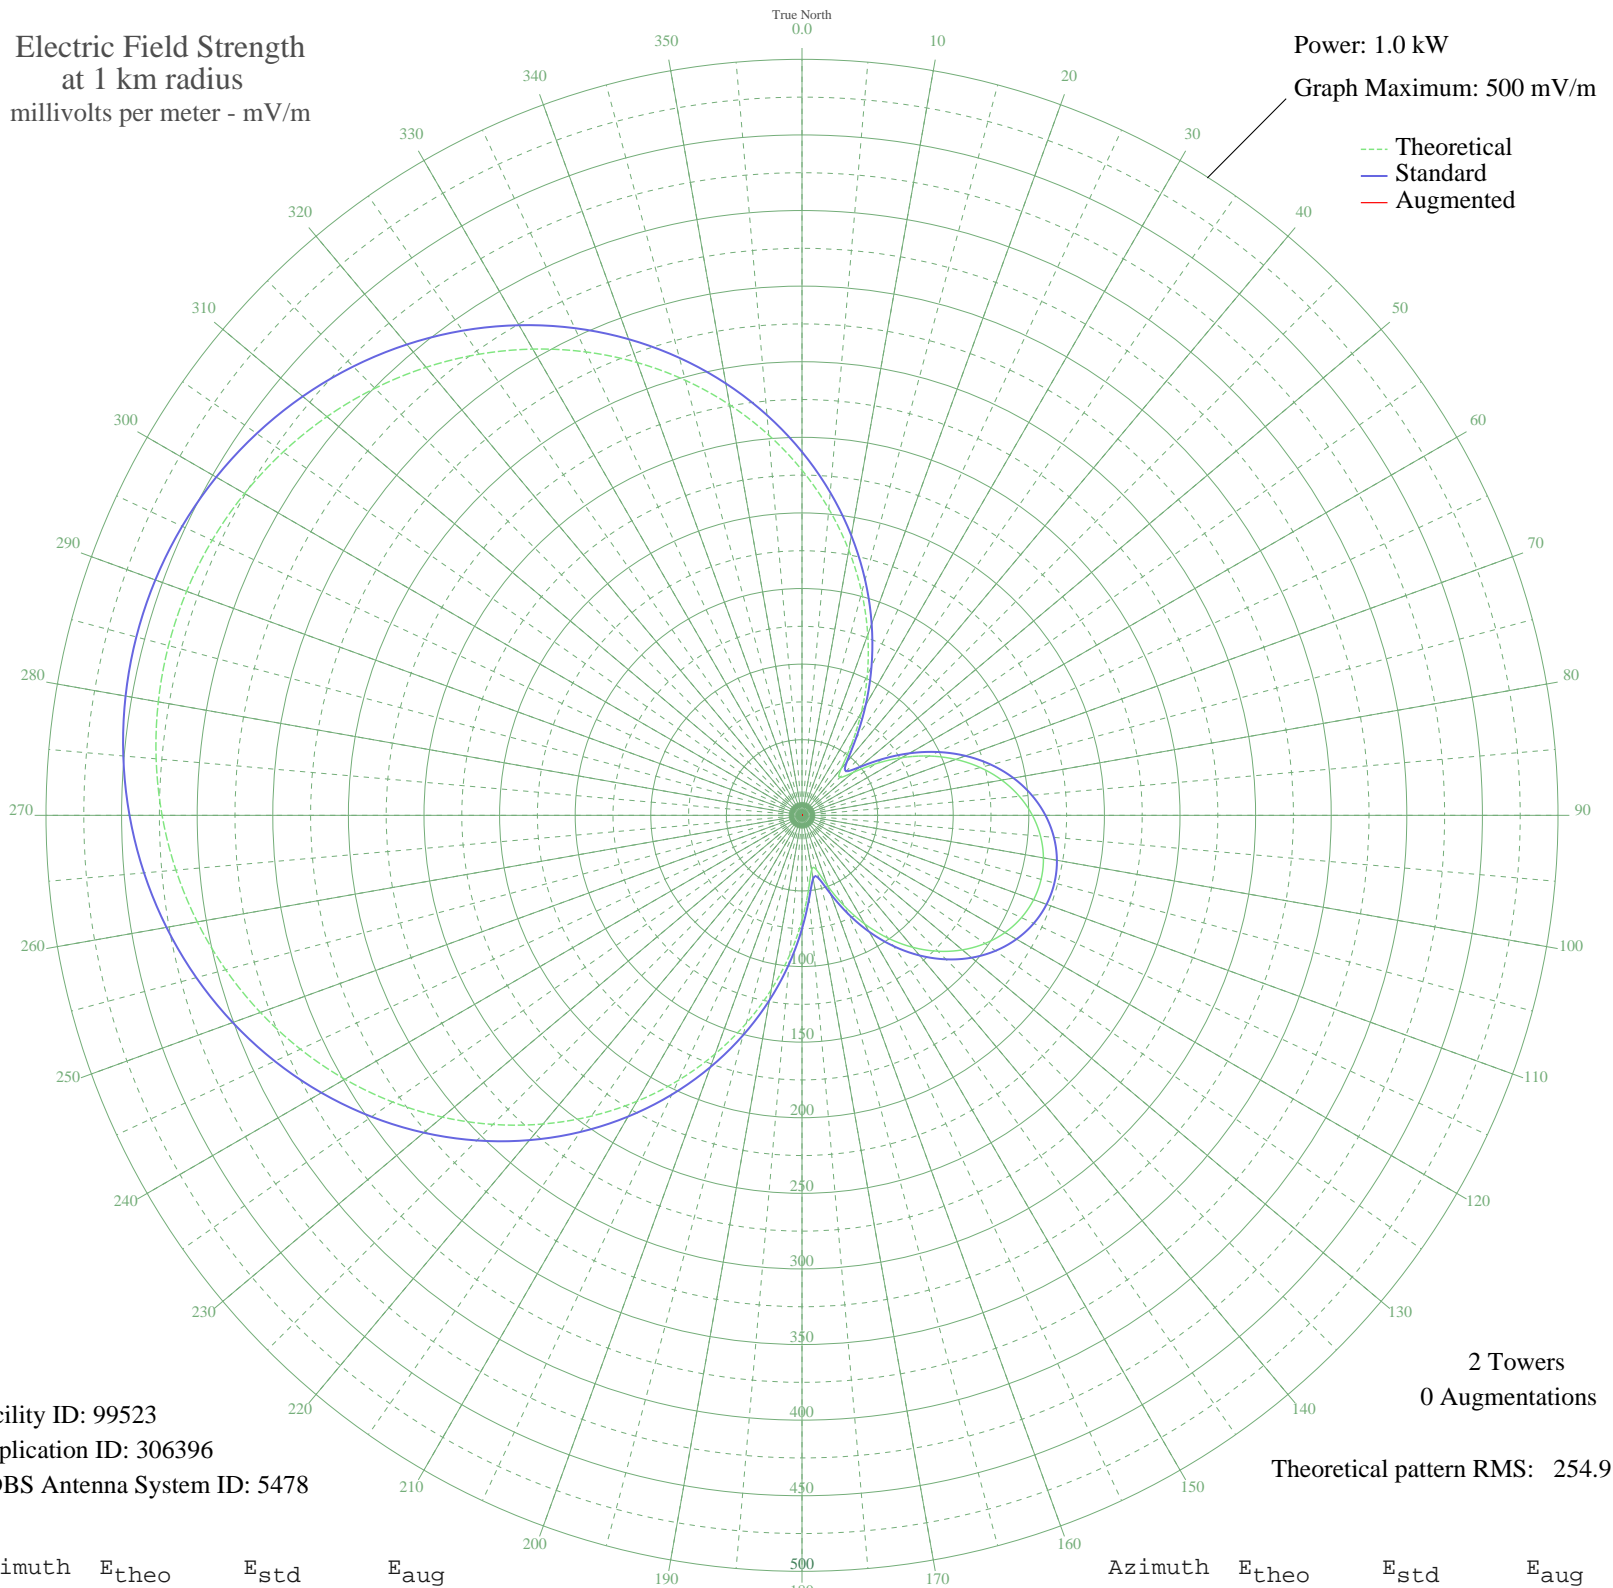 True North
0.0
Electric Field Strength
at 1 km radius
millivolts per meter - mV/m
Power: 1.0 kW
Graph Maximum: 500 mV/m
Theoretical
Standard
Augmented
10
20
30
40
50
60
70
80
90
100
110
120
130
140
150
160
170
190
200
210
220
230
240
250
260
270
280
290
300
310
320
330
340
350
100
150
200
250
300
350
400
450
500
2 Towers
0 Augmentations
Theoretical pattern RMS: 254.9
cility ID: 99523
plication ID: 306396
DBS Antenna System ID: 5478
imuth Etheo Estd Eaug
Azimuth Etheo Estd Eaug